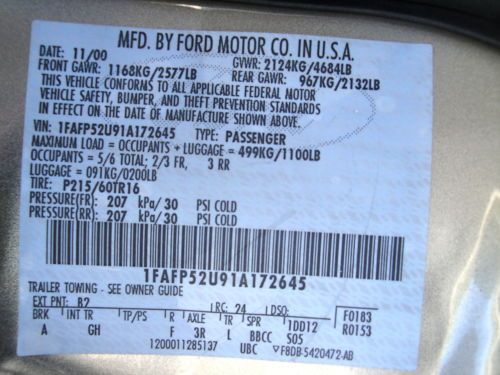 MFD. BY FORD MOTOR CO. IN U.S.A.
DATE: 11/00 GVWR: 2124KG/4684LB
FRONT GAWR: 1168KG/2577LB REAR GAWR: 967KG/2132LB
THIS VEHICLE CONFORMS TO ALL APPLICABLE FEDERAL MOTOR
VEHICLE SAFETY, BUMPER, AND THEFT PREVENTION STANDARDS
IN EFFECT ON THE DATE OF MANUFACTURE SHOWN ABOVE.
VIN: 1FAFP52U91A172645 TYPE: PASSENGER
MAXIMUM LOAD = OCCUPANTS + LUGGAGE = 499KG/1100LB
OCCUPANTS = 5/6 TOTAL; 2/3 FR, 3 RR
LUGGAGE = 091KG/0200LB
TIRE: P215/60TR16
PRESSURE(FR): 207 kPa/ 30 PSI COLD
PRESSURE(RR): 207 kPa/ 30 PSI COLD
1FAFP52U91A172645
TRAILER TOWING - SEE OWNER GUIDE
EXT PNT: B2 RC: 24 DSO: F0183
BRK INT TR TP/PS R AXLE TR SPR 1DD12 R0153
A GH F 3R L BBCC S05
1200011285137 UBC ▽F8DB-5420472-AB